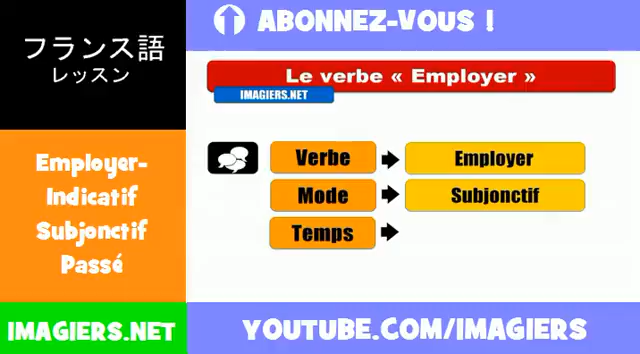 フランス語
レッスン
ABONNEZ-VOUS !
Le verbe « Employer »
IMAGIERS.NET
Verbe
Employer
Mode
Subjonctif
Temps
Employer-
Indicatif
Subjonctif
Passé
IMAGIERS.NET
YOUTUBE.COM/IMAGIERS